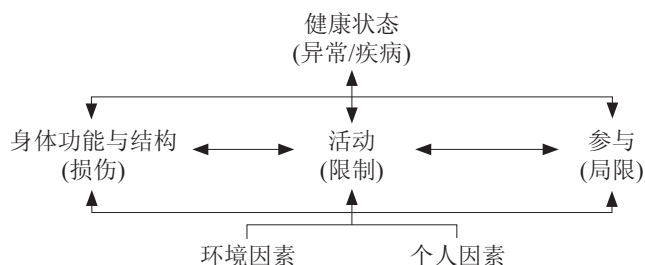 健康状态
(异常/疾病)
身体功能与结构 活动 参与
(损伤) (限制) (局限)
环境因素 个人因素